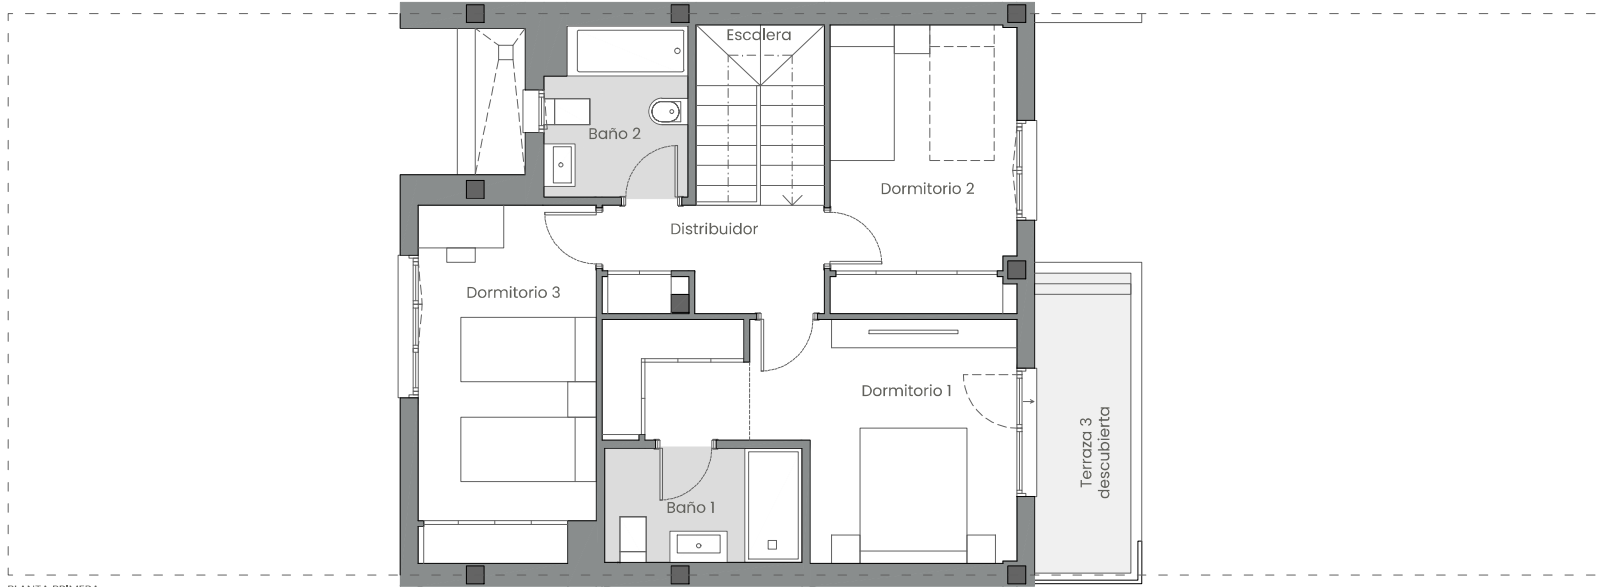 Escalera
Baño 2
Dormitorio 2
Distribuidor
Dormitorio 3
Dormitorio 1
Terraza 3
descubierta
Baño 1